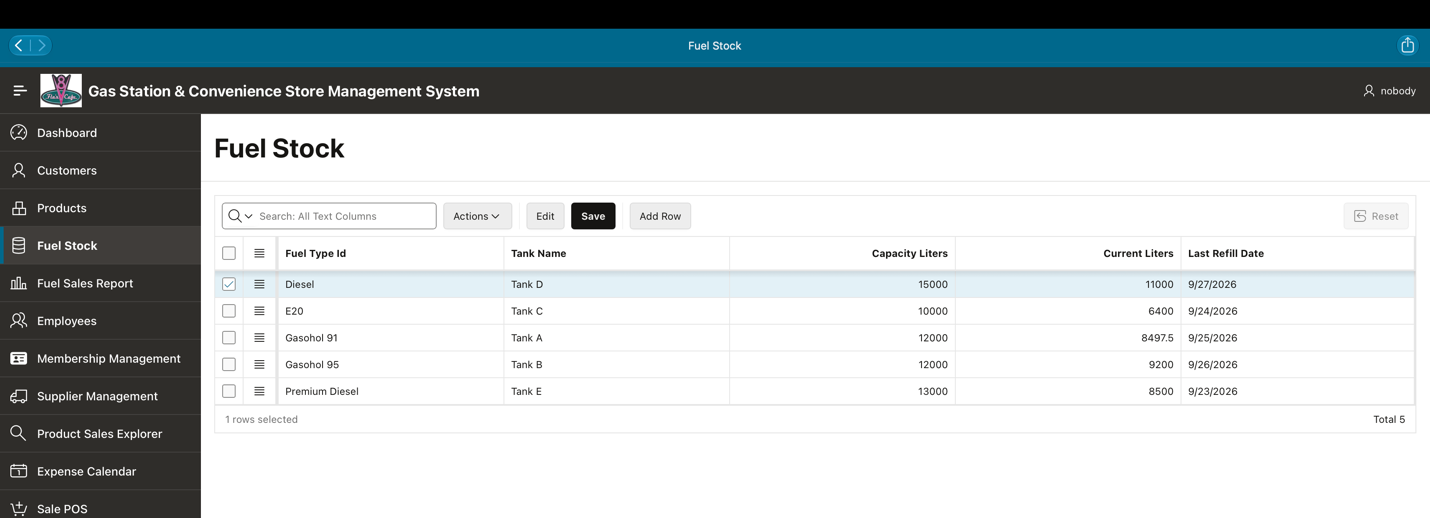 Fuel Stock
Gas Station & Convenience Store Management System
nobody
Dashboard
Customers
Products
Fuel Stock
Fuel Sales Report
Employees
Membership Management
Supplier Management
Product Sales Explorer
Expense Calendar
Sale POS
Fuel Stock
Search: All Text Columns Actions Edit Save Add Row Reset
Fuel Type Id Tank Name Capacity Liters Current Liters Last Refill Date
Diesel Tank D 15000 11000 9/27/2026
E20 Tank C 10000 6400 9/24/2026
Gasohol 91 Tank A 12000 8497.5 9/25/2026
Gasohol 95 Tank B 12000 9200 9/26/2026
Premium Diesel Tank E 13000 8500 9/23/2026
1 rows selected Total 5